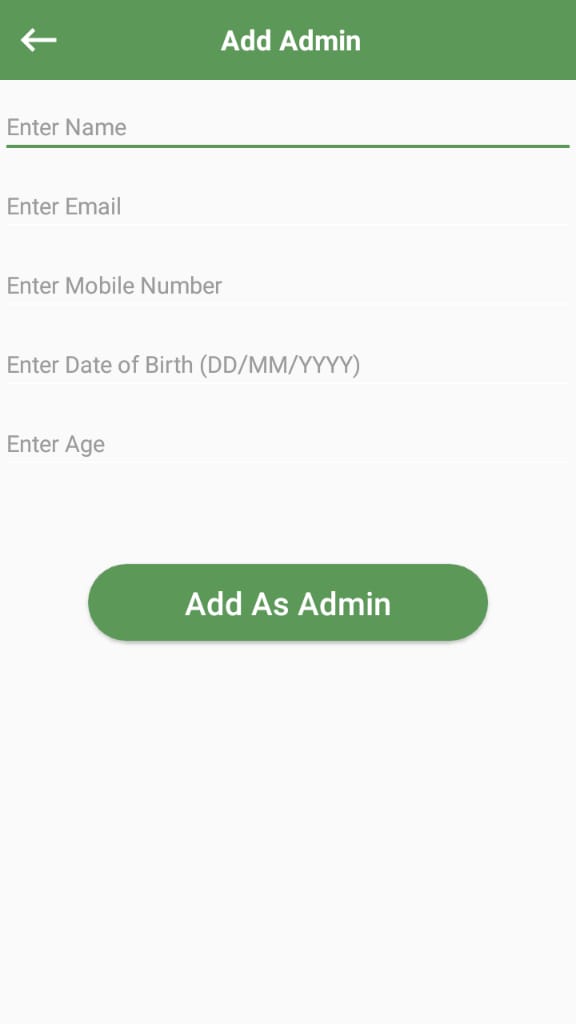 Add Admin
Enter Name
Enter Email
Enter Mobile Number
Enter Date of Birth (DD/MM/YYYY)
Enter Age
Add As Admin